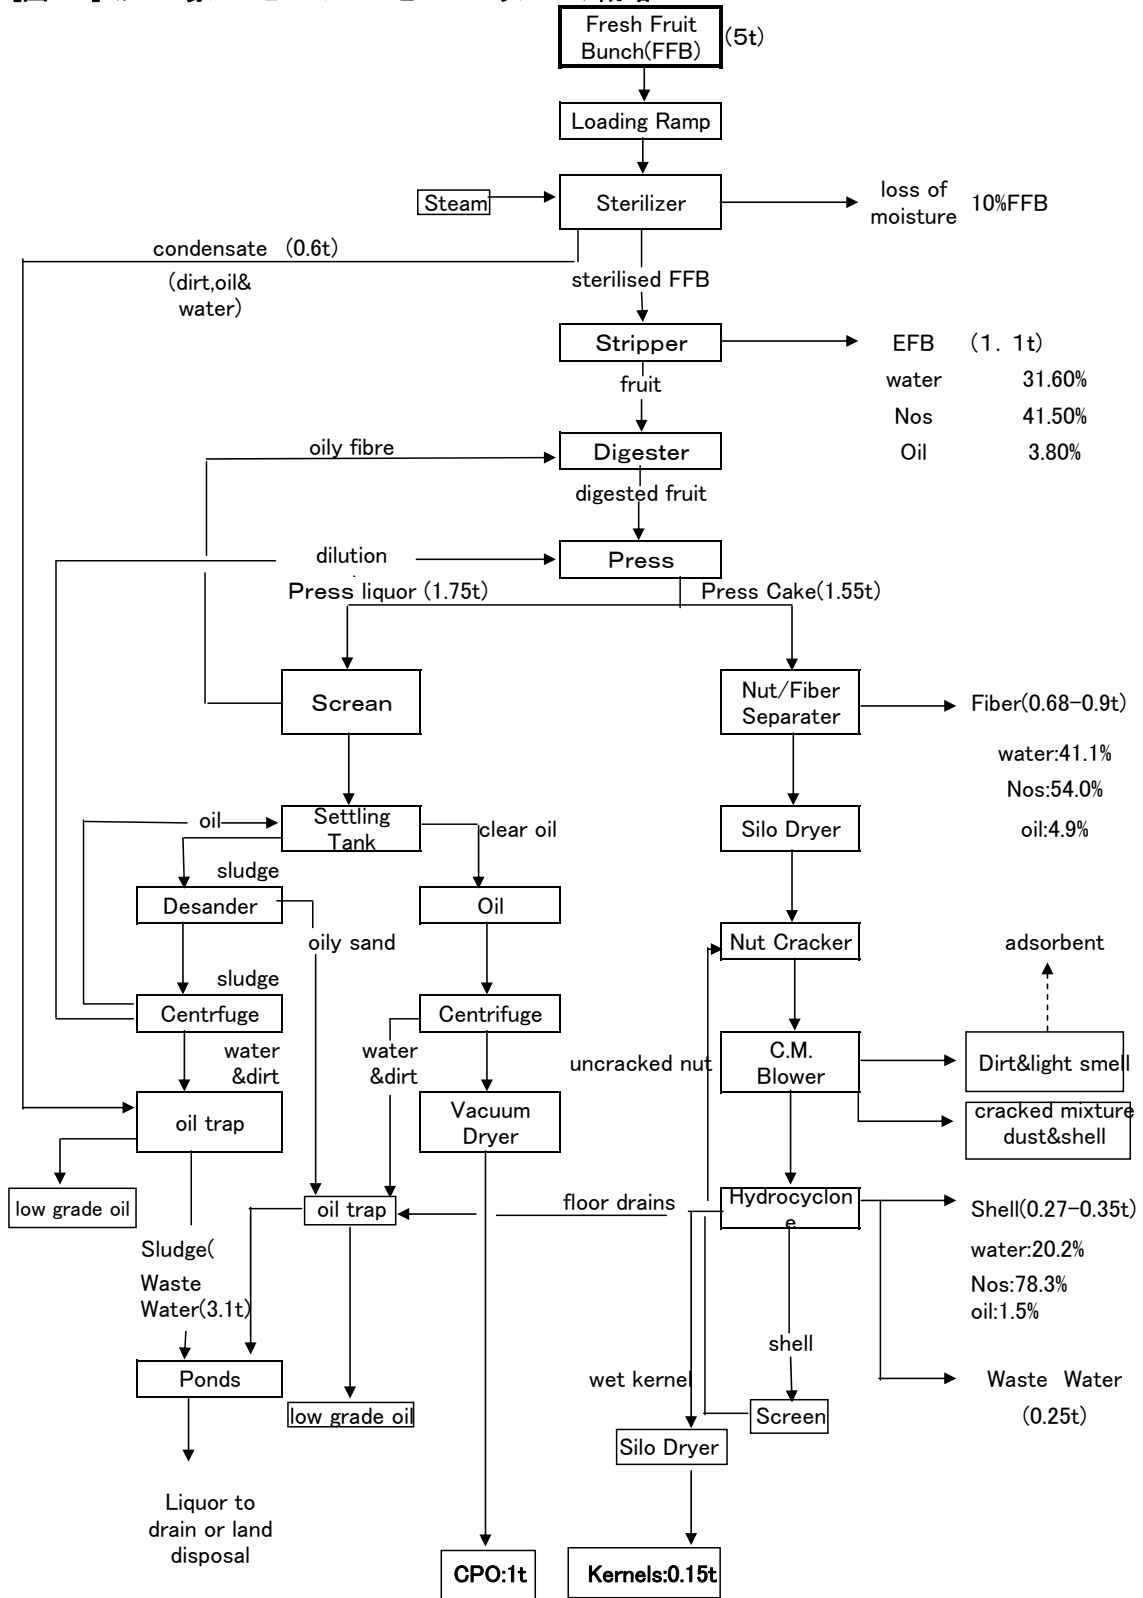 Fresh Fruit
Bunch(FFB)
(5t)
Loading Ramp
Steam
Sterilizer
loss of
moisture
10%FFB
condensate (0.6t)
(dirt,oil&
water)
sterilised FFB
Stripper
EFB (1. 1t)
fruit
water 31.60%
Nos 41.50%
Oil 3.80%
oily fibre
Digester
digested fruit
dilution
Press
Press liquor (1.75t)
Press Cake(1.55t)
Screan
Nut/Fiber
Separater
Fiber(0.68-0.9t)
water:41.1%
Nos:54.0%
oil:4.9%
oil
Settling
Tank
clear oil
Silo Dryer
sludge
Desander
Oil
oily sand
Nut Cracker
adsorbent
sludge
Centrfuge
Centrifuge
water
&dirt
water
&dirt
uncracked nut
C.M.
Blower
Dirt&light smell
cracked mixture
dust&shell
oil trap
Vacuum
Dryer
low grade oil
oil trap
floor drains
Hydrocyclon
e
Shell(0.27-0.35t)
water:20.2%
Nos:78.3%
oil:1.5%
Sludge(
Waste
Water(3.1t)
shell
Ponds
wet kernel
Waste Water
(0.25t)
low grade oil
Screen
Silo Dryer
Liquor to
drain or land
disposal
CPO:1t
Kernels:0.15t